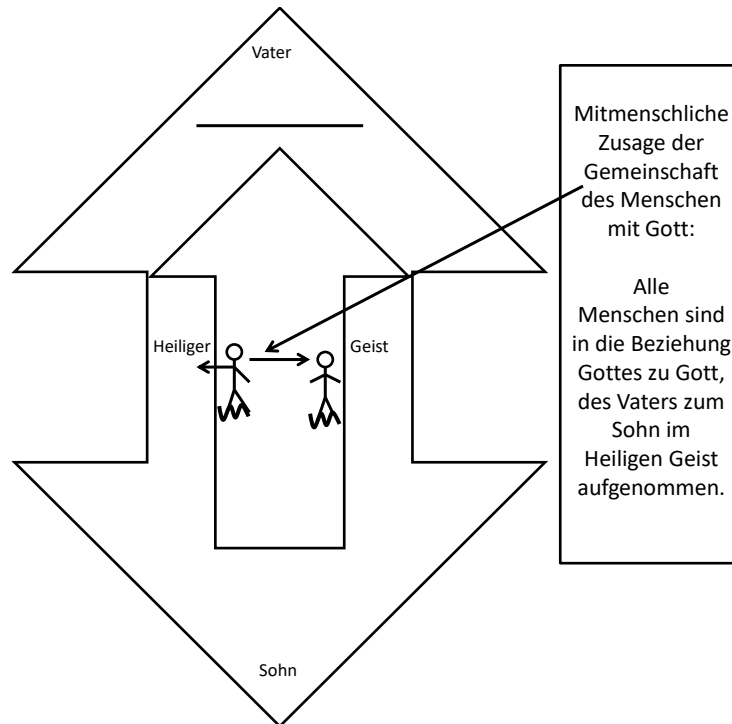 Vater
Mitmenschliche
Zusage der
Gemeinschaft
des Menschen
mit Gott:
Alle
Menschen sind
in die Beziehung
Gottes zu Gott,
des Vaters zum
Sohn im
Heiligen Geist
aufgenommen.
Heiliger
Geist
Sohn